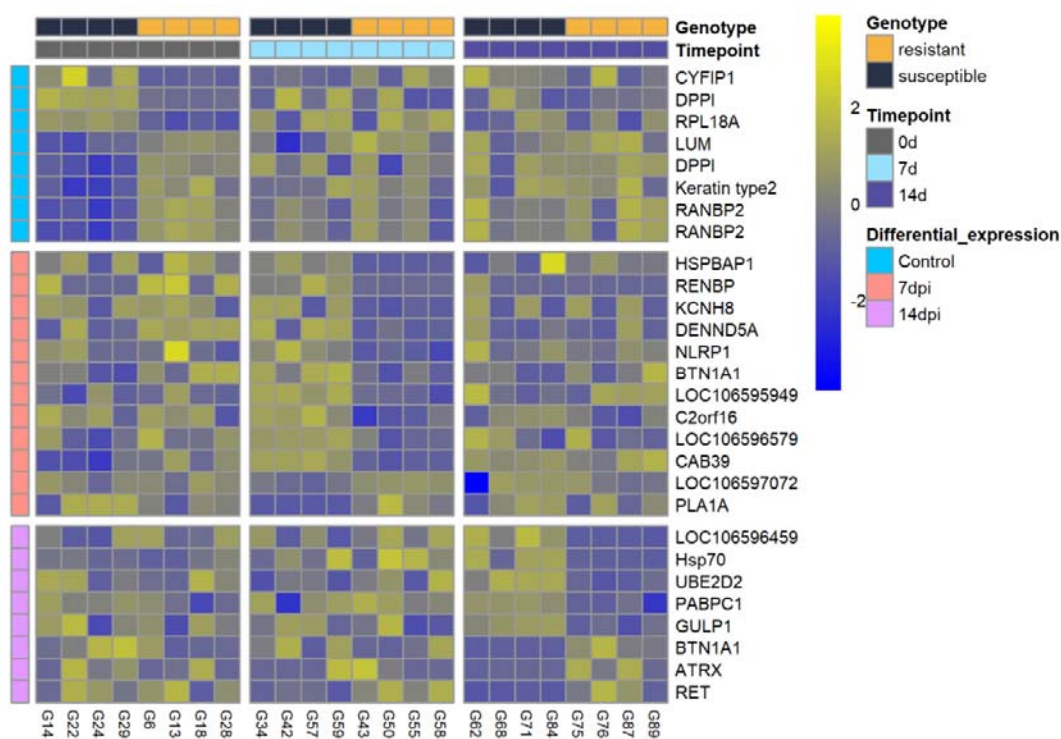 Genotype
Timepoint
CYFIP1
DPPI
RPL18A
LUM
DPPI
Keratin type2
RANBP2
RANBP2
HSPBAP1
RENBP
KCNH8
DENND5A
NLRP1
BTN1A1
LOC106595949
C2orf16
LOC106596579
CAB39
LOC106597072
PLA1A
LOC106596459
Hsp70
UBE2D2
PABPC1
GULP1
BTN1A1
ATRX
RET
G14 G22 G24 G29 G6 G13 G18 G28 G34 G42 G57 G59 G43 G50 G55 G58 G62 G68 G71 G84 G75 G76 G87 G89
2
0
-2
Genotype
resistant
susceptible
Timepoint
0d
7d
14d
Differential_expression
Control
7dpi
14dpi